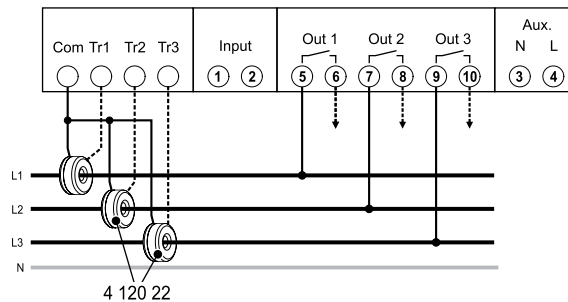 Com Tr1 Tr2 Tr3
Input
1 2
Out 1
5 6
Out 2
7 8
Out 3
9 10
Aux.
N L
3 4
L1
L2
L3
N
4 120 22